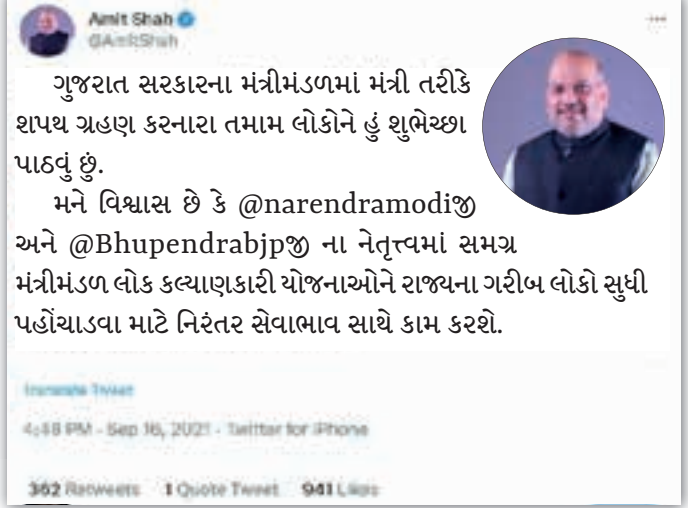 Amit Shah
@AmitShah
ગુજરાત સરકારના મંત્રીમંડળમાં મંત્રી તરીકે
શપથ ગ્રહણ કરનારા તમામ લોકોને હું શુભેચ્છા
પાઠવું છું.
મને વિશ્વાસ છે કે @narendramodiજી
અને @Bhupendrabjpજી ના નેતૃત્ત્વમાં સમગ્ર
મંત્રીમંડળ લોક કલ્યાણકારી યોજનાઓને રાજ્યના ગરીબ લોકો સુધી
પહોંચાડવા માટે નિરંતર સેવાભાવ સાથે કામ કરશે.
Translate Tweet
4:48 PM - Sep 16, 2021 - Twitter for iPhone
362 Retweets 1 Quote Tweet 941 Likes